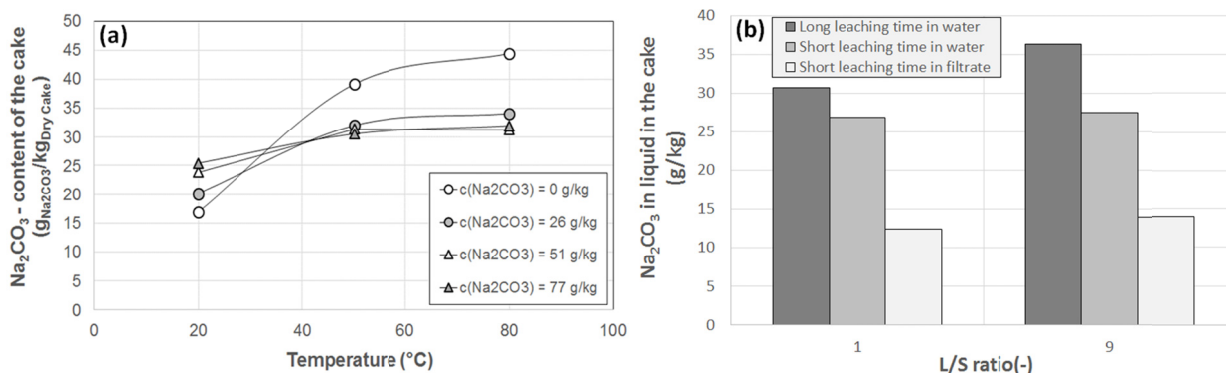 (a)
Na₂CO₃ - content of the cake
(gNa2CO3/kgDry Cake)
50
45
40
35
30
25
20
15
10
5
0
0 20 40 60 80 100
Temperature (°C)
c(Na2CO3) = 0 g/kg
c(Na2CO3) = 26 g/kg
c(Na2CO3) = 51 g/kg
c(Na2CO3) = 77 g/kg
(b)
Na₂CO₃ in liquid in the cake
(g/kg)
40
35
30
25
20
15
10
5
0
Long leaching time in water
Short leaching time in water
Short leaching time in filtrate
1 9
L/S ratio(-)